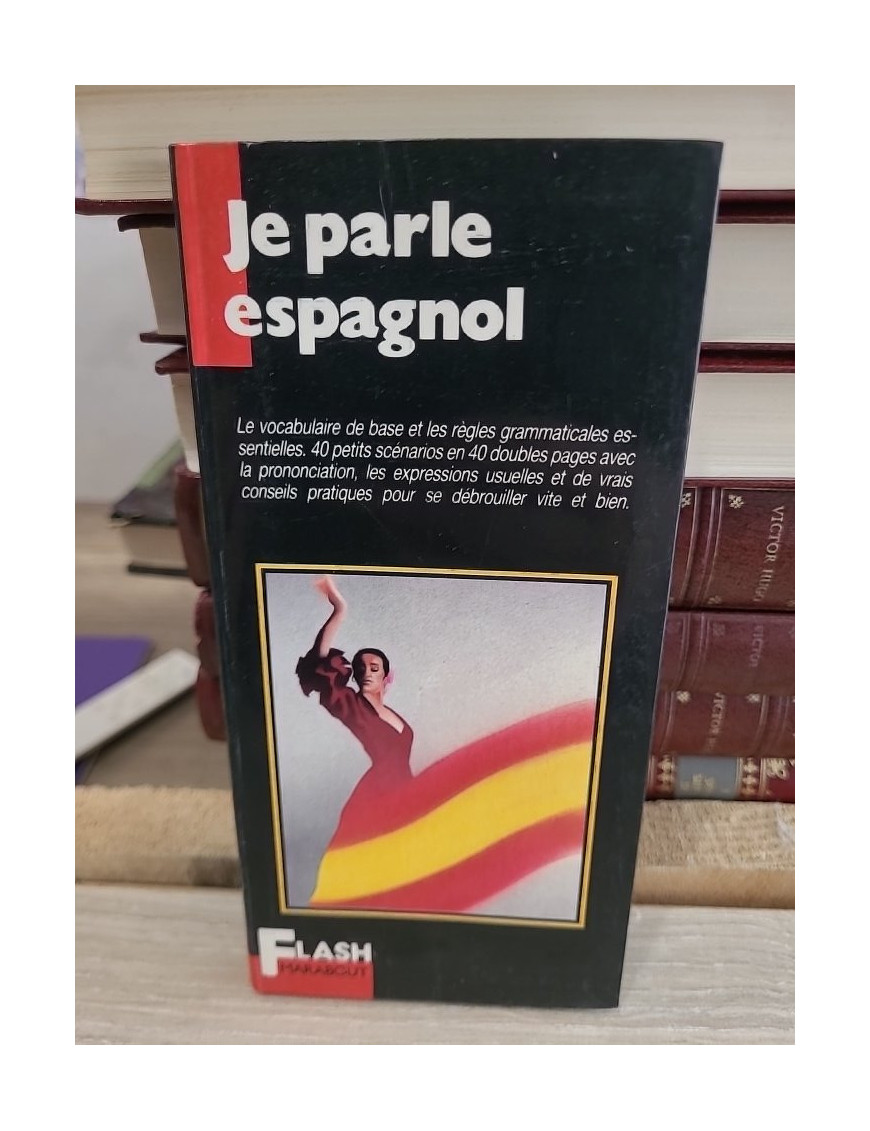 Je parle
espagnol
Le vocabulaire de base et les règles grammaticales es-
sentielles. 40 petits scénarios en 40 doubles pages avec
la prononciation, les expressions usuelles et de vrais
conseils pratiques pour se débrouiller vite et bien.
VICTOR HUGO
VICTOR
VICTOR
FLASH
MARABOUT